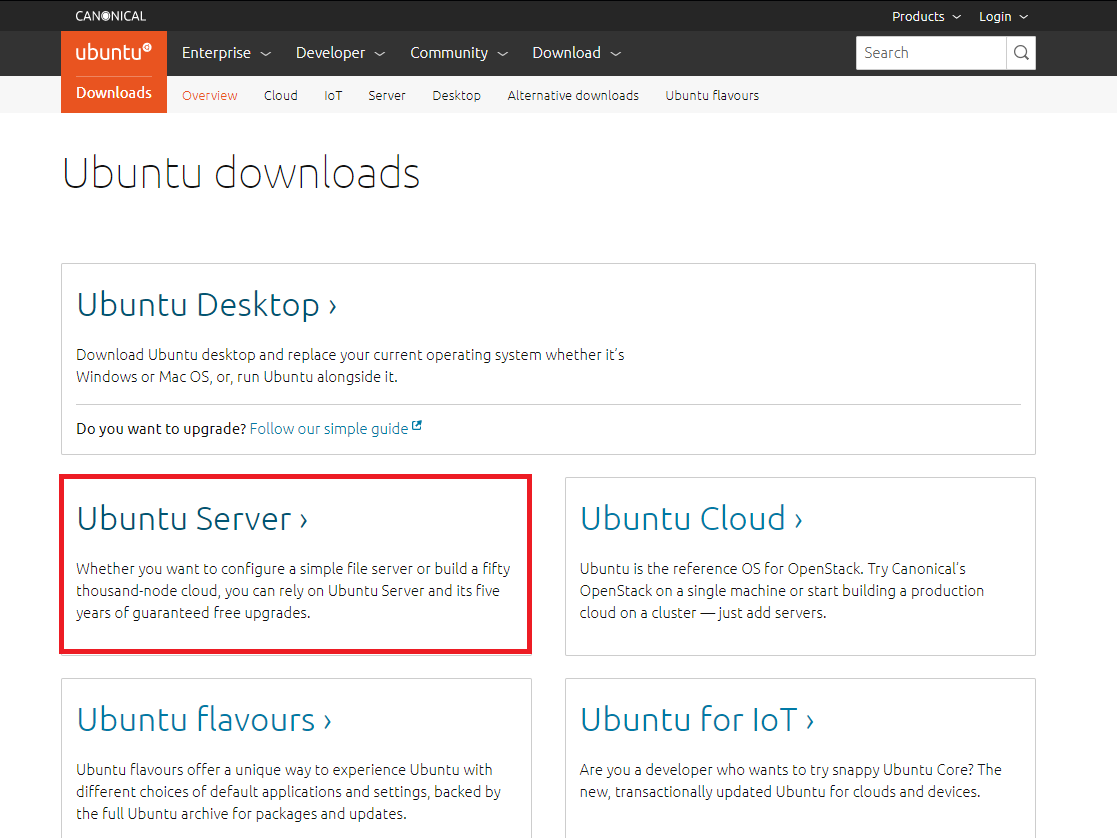 CANONICAL
Products
Login
ubuntu
Enterprise
Developer
Community
Download
Search
Downloads
Overview
Cloud
IoT
Server
Desktop
Alternative downloads
Ubuntu flavours
Ubuntu downloads
Ubuntu Desktop ›
Download Ubuntu desktop and replace your current operating system whether it’s
Windows or Mac OS, or, run Ubuntu alongside it.
Do you want to upgrade? Follow our simple guide
Ubuntu Server ›
Whether you want to configure a simple file server or build a fifty
thousand-node cloud, you can rely on Ubuntu Server and its five
years of guaranteed free upgrades.
Ubuntu Cloud ›
Ubuntu is the reference OS for OpenStack. Try Canonical’s
OpenStack on a single machine or start building a production
cloud on a cluster — just add servers.
Ubuntu flavours ›
Ubuntu flavours offer a unique way to experience Ubuntu with
different choices of default applications and settings, backed by
the full Ubuntu archive for packages and updates.
Ubuntu for IoT ›
Are you a developer who wants to try snappy Ubuntu Core? The
new, transactionally updated Ubuntu for clouds and devices.